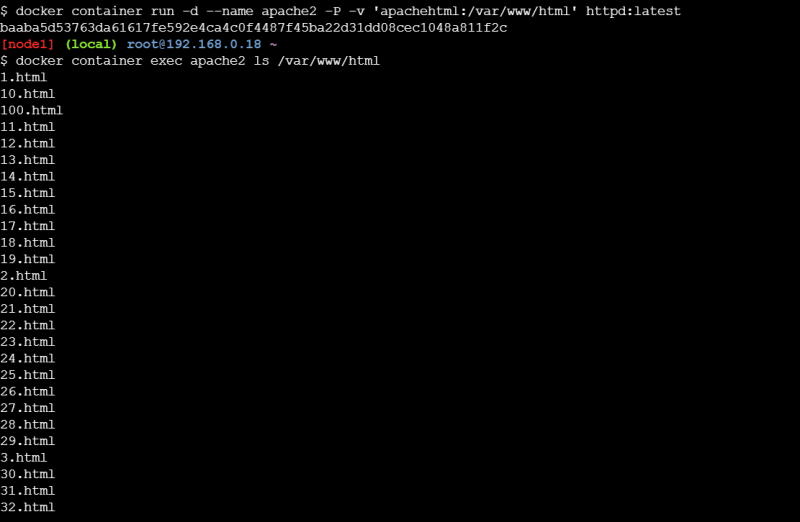 $ docker container run -d --name apache2 -P -v 'apachehtml:/var/www/html' httpd:latest
baaba5d53763da61617fe592e4ca4c0f4487f45ba22d31dd08cec1048a811f2c
[node1] (local) root@192.168.0.18 ~
$ docker container exec apache2 ls /var/www/html
1.html
10.html
100.html
11.html
12.html
13.html
14.html
15.html
16.html
17.html
18.html
19.html
2.html
20.html
21.html
22.html
23.html
24.html
25.html
26.html
27.html
28.html
29.html
3.html
30.html
31.html
32.html